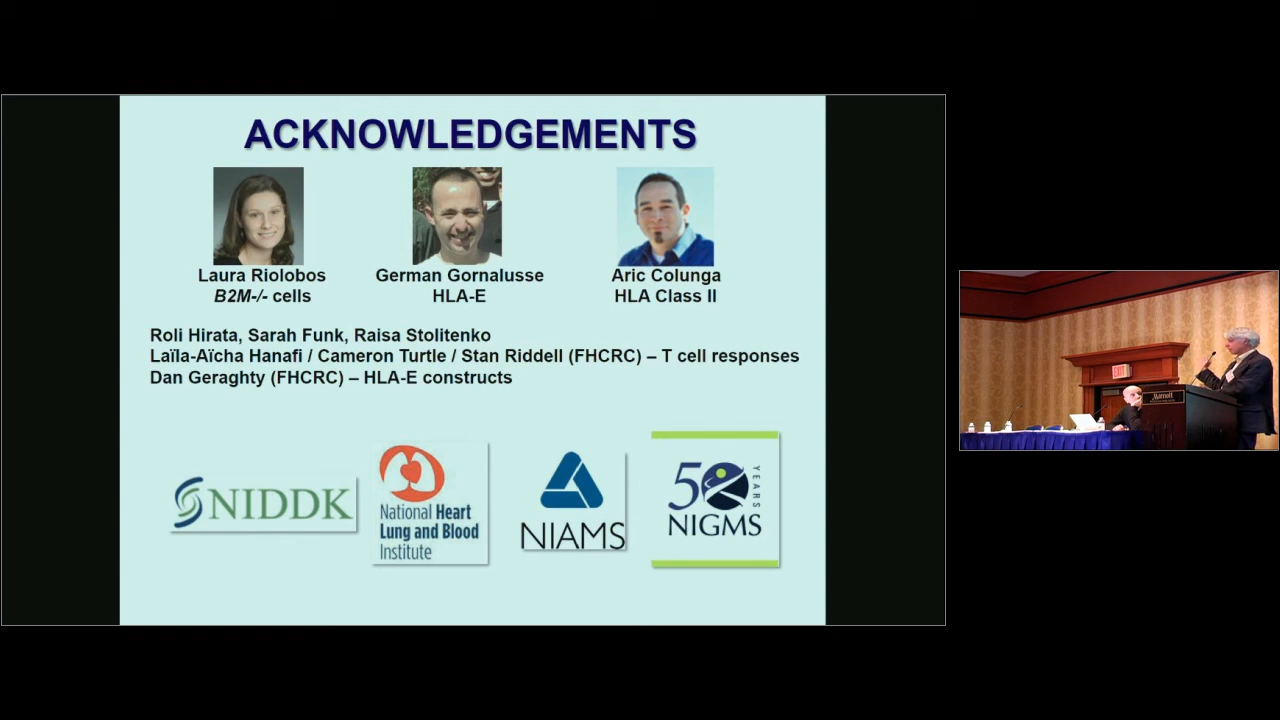 ACKNOWLEDGEMENTS
Laura Riolobos
B2M-/- cells
German Gornalusse
HLA-E
Aric Colunga
HLA Class II
Roli Hirata, Sarah Funk, Raisa Stolitenko
Laïla-Aïcha Hanafi / Cameron Turtle / Stan Riddell (FHCRC) – T cell responses
Dan Geraghty (FHCRC) – HLA-E constructs
NIDDK
National Heart
Lung and Blood
Institute
NIAMS
50 YEARS
NIGMS
EXIT
Marriott